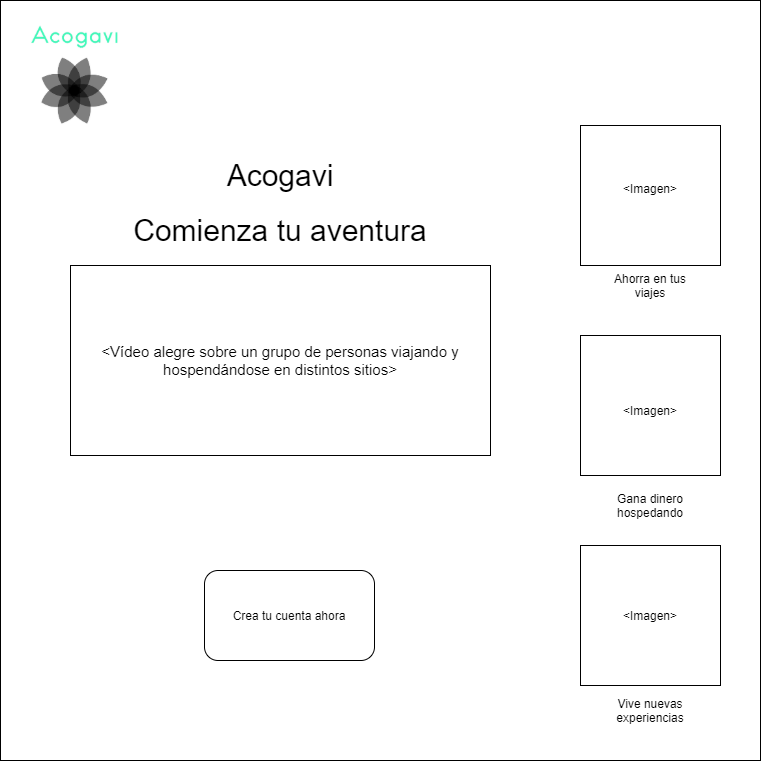 Acogavi
Acogavi
Comienza tu aventura
<Vídeo alegre sobre un grupo de personas viajando y
hospendándose en distintos sitios>
Crea tu cuenta ahora
<Imagen>
Ahorra en tus
viajes
<Imagen>
Gana dinero
hospedando
<Imagen>
Vive nuevas
experiencias